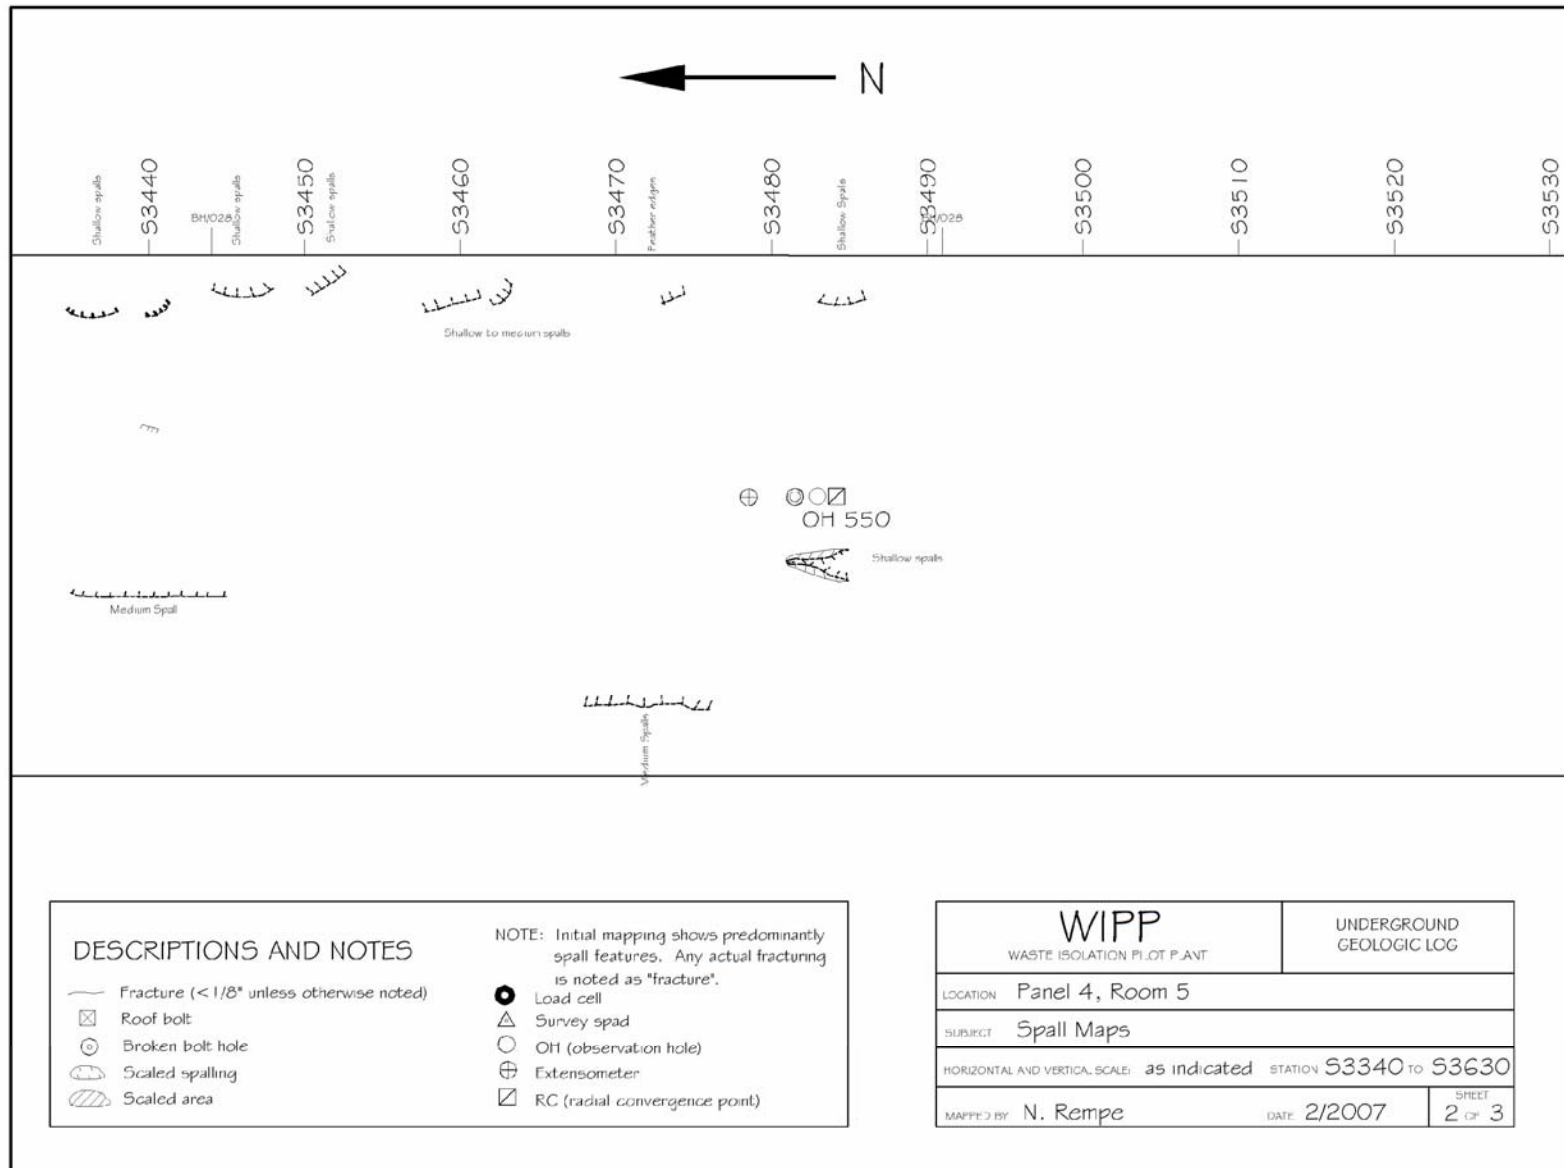 N
Shallow spalls
S3440
BH/028
Shallow spalls
S3450
Shallow spalls
S3460
S3470
Feather edges
S3480
Shallow Spalls
S3490
/028
S3500
S3510
S3520
S3530
Shallow to medium spalls
OH 550
Shallow spalls
Medium Spall
Medium Spalls
DESCRIPTIONS AND NOTES
Fracture (<1/8" unless otherwise noted)
Roof bolt
Broken bolt hole
Scaled spalling
Scaled area
NOTE: Initial mapping shows predominantly
spall features. Any actual fracturing
is noted as "fracture".
Load cell
Survey spad
OH (observation hole)
Extensometer
RC (radial convergence point)
WIPP
WASTE ISOLATION PILOT PLANT
UNDERGROUND
GEOLOGIC LOG
LOCATION Panel 4, Room 5
SUBJECT Spall Maps
HORIZONTAL AND VERTICAL SCALE: as indicated STATION S3340 TO S3630
MAPPED BY N. Rempe DATE 2/2007
SHEET
2 OF 3